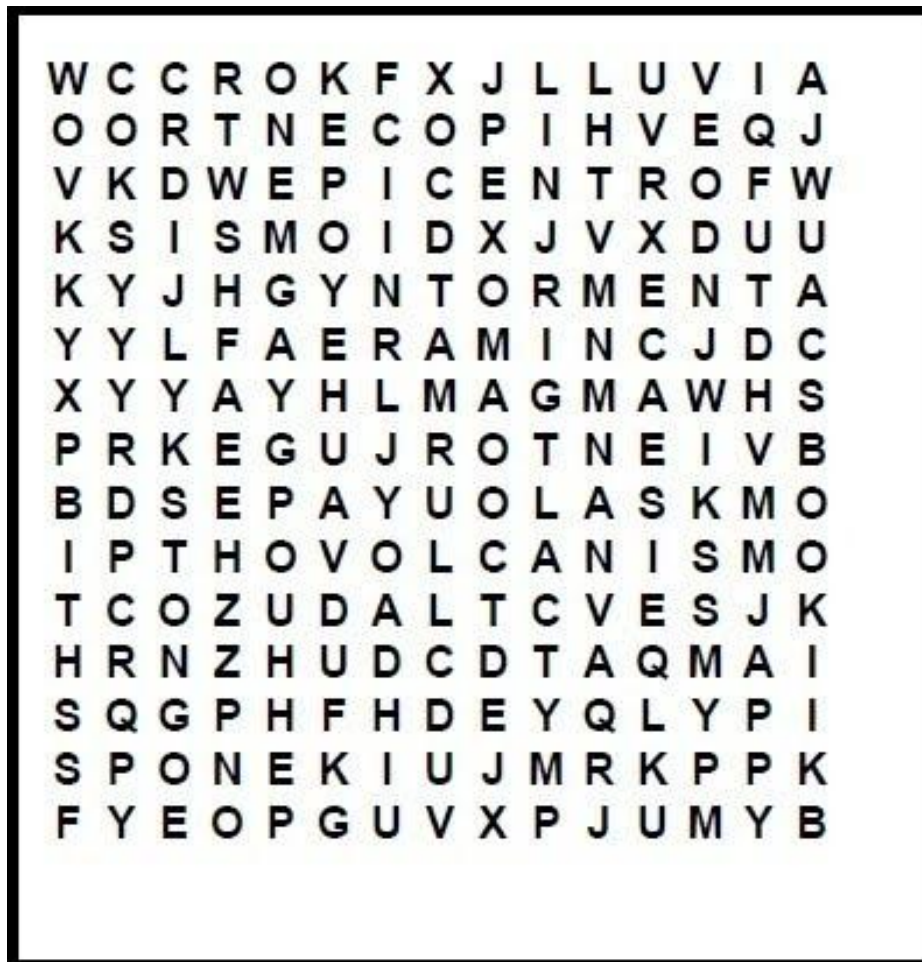 W C C R O K F X J L L U V I A
O O R T N E C O P I H V E Q J
V K D W E P I C E N T R O F W
K S I S M O I D X J V X D U U
K Y J H G Y N T O R M E N T A
Y Y L F A E R A M I N C J D C
X Y Y A Y H L M A G M A W H S
P R K E G U J R O T N E I V B
B D S E P A Y U O L A S K M O
I P T H O V O L C A N I S M O
T C O Z U D A L T C V E S J K
H R N Z H U D C D T A Q M A I
S Q G P H F H D E Y Q L Y P I
S P O N E K I U J M R K P P K
F Y E O P G U V X P J U M Y B